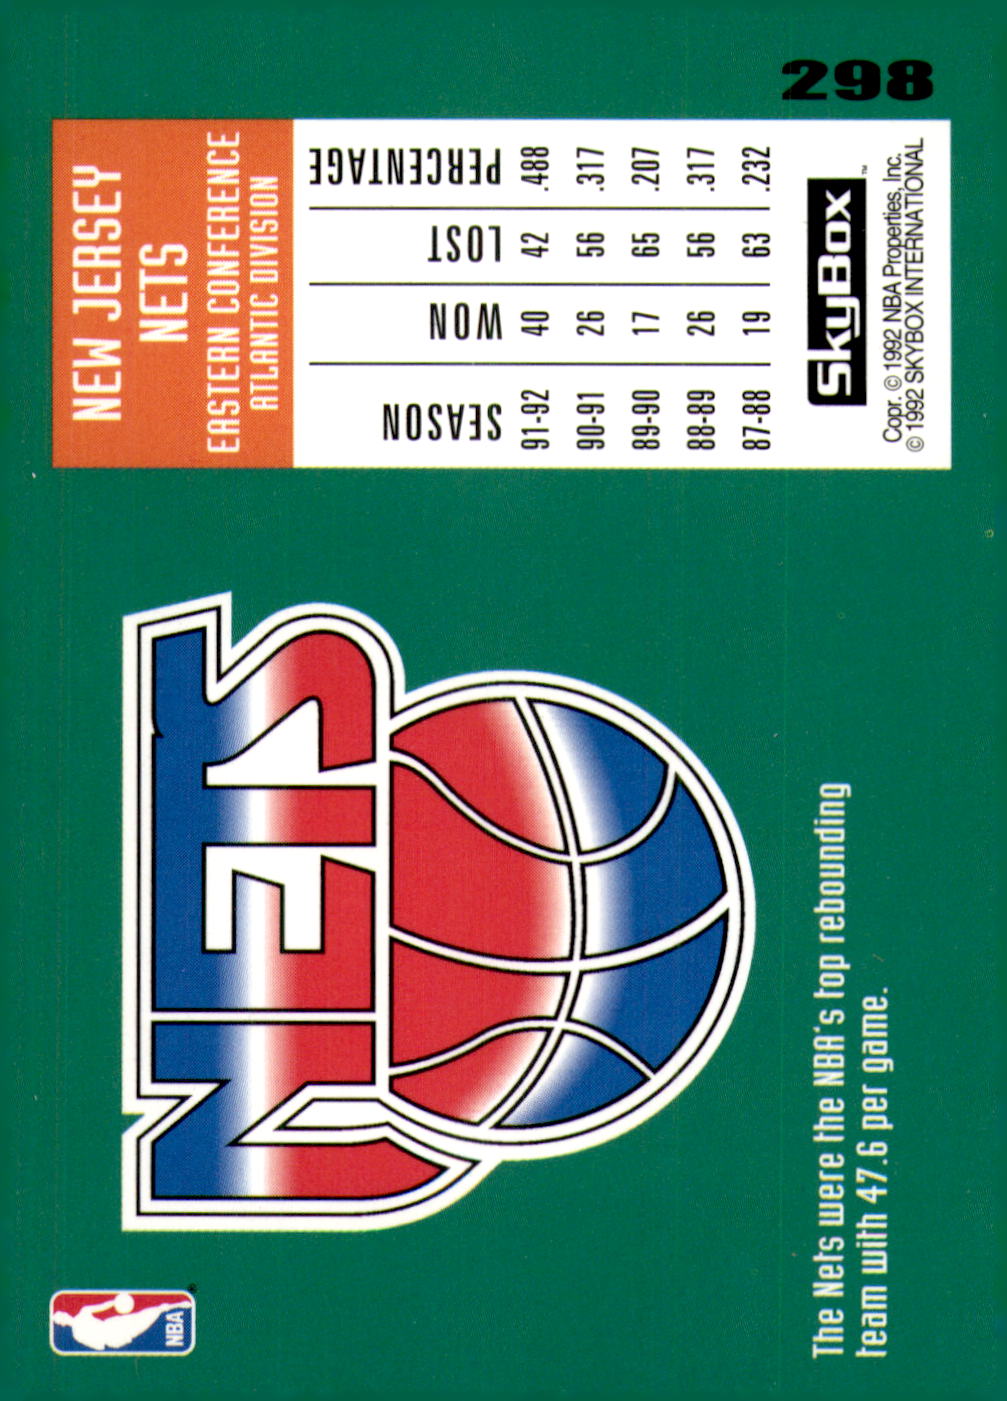 NBA
®
NETS
The Nets were the NBA's top rebounding
team with 47.6 per game.
NEW JERSEY
NETS
EASTERN CONFERENCE
ATLANTIC DIVISION
SEASON WON LOST PERCENTAGE
91-92 40 42 .488
90-91 26 56 .317
89-90 17 65 .207
88-89 26 56 .317
87-88 19 63 .232
SkyBox™
Copr. © 1992 NBA Properties, Inc.
© 1992 SKYBOX INTERNATIONAL
298